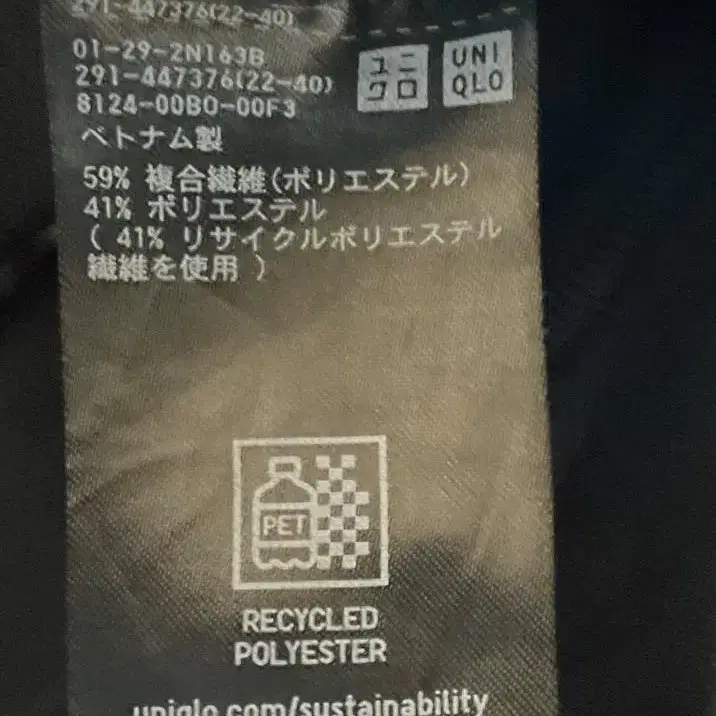 291-447376(22-40)
01-29-2N163B
291-447376(22-40)
8124-00B0-00F3
ユニ
クロ
UNI
QLO
ベトナム製
59% 複合繊維(ポリエステル)
41% ポリエステル
( 41% リサイクルポリエステル
繊維を使用 )
PET
RECYCLED
POLYESTER
uniqlo.com/sustainability